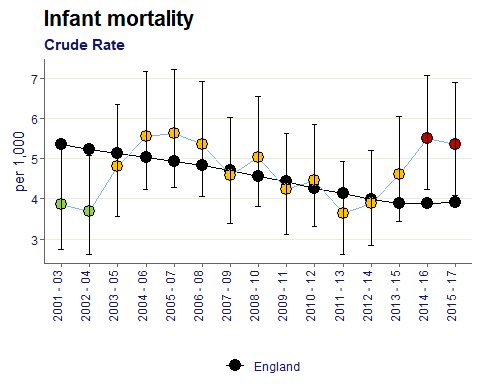 Infant mortality
Crude Rate
per 1,000
7
6
5
4
3
2001 - 03
2002 - 04
2003 - 05
2004 - 06
2005 - 07
2006 - 08
2007 - 09
2008 - 10
2009 - 11
2010 - 12
2011 - 13
2012 - 14
2013 - 15
2014 - 16
2015 - 17
England